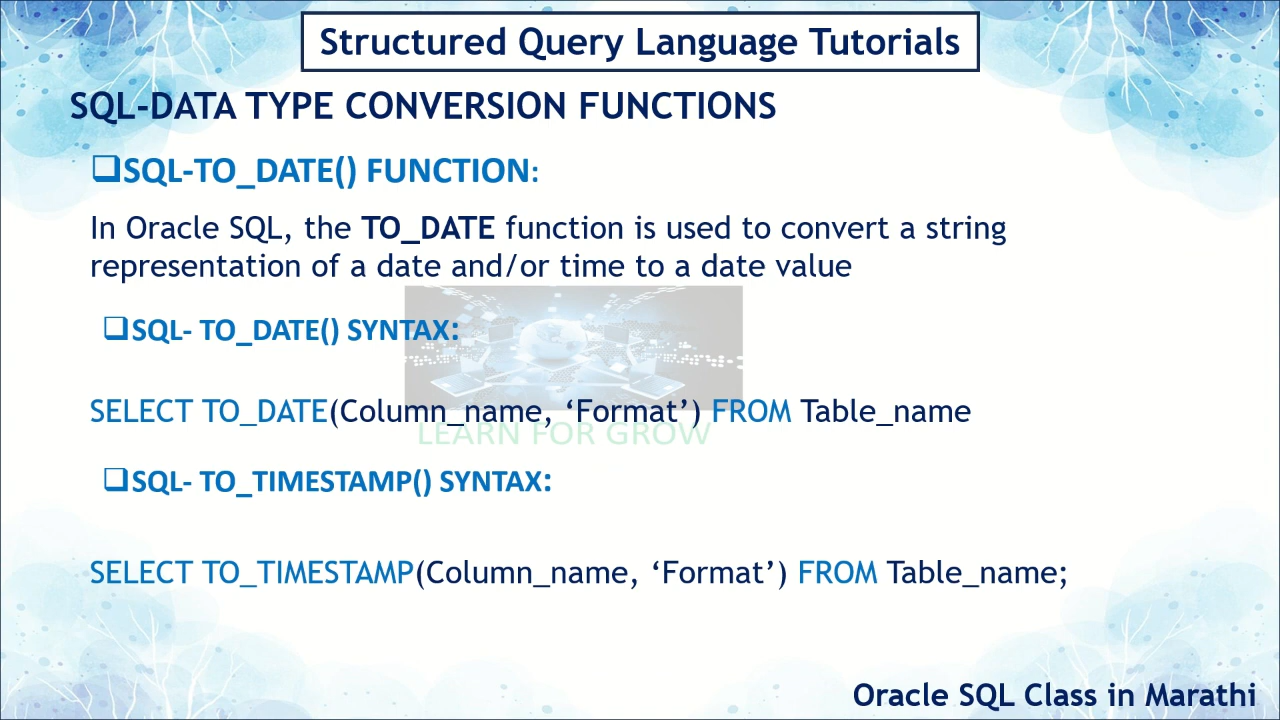 Structured Query Language Tutorials
SQL-DATA TYPE CONVERSION FUNCTIONS
❑SQL-TO_DATE() FUNCTION:
In Oracle SQL, the TO_DATE function is used to convert a string
representation of a date and/or time to a date value
❑SQL- TO_DATE() SYNTAX:
SELECT TO_DATE(Column_name, ‘Format’) FROM Table_name
LEARN FOR GROW
❑SQL- TO_TIMESTAMP() SYNTAX:
SELECT TO_TIMESTAMP(Column_name, ‘Format’) FROM Table_name;
Oracle SQL Class in Marathi